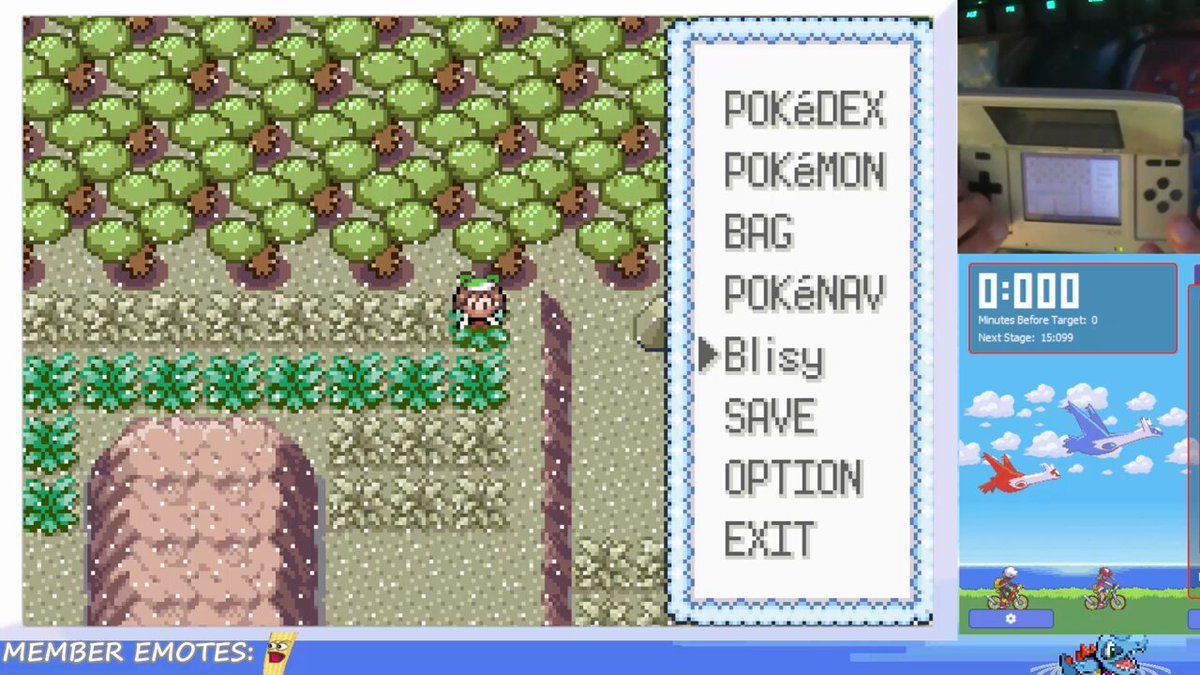 POKéDEX
POKéMON
BAG
POKéNAV
Blisy
SAVE
OPTION
EXIT
0:000
Minutes Before Target: 0
Next Stage: 15:099
MEMBER EMOTES: